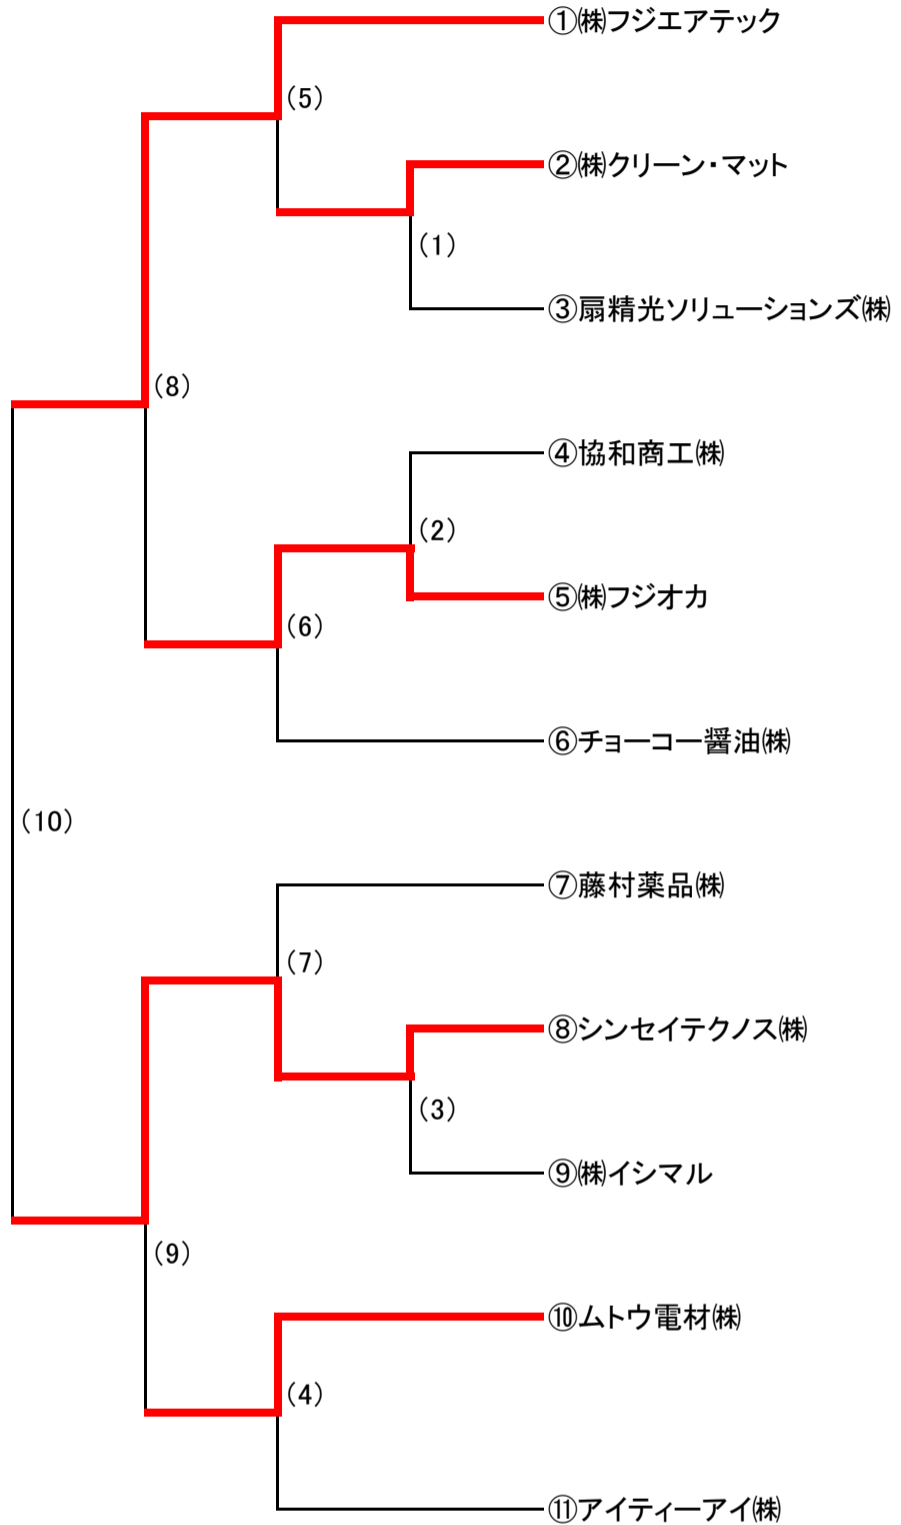 ①㈱フジエアテック
(5)
②㈱クリーン・マット
(1)
③扇精光ソリューションズ㈱
(8)
④協和商工㈱
(2)
⑤㈱フジオカ
(6)
⑥チョーコー醤油㈱
(10)
⑦藤村薬品㈱
(7)
⑧シンセイテクノス㈱
(3)
⑨㈱イシマル
(9)
⑩ムトウ電材㈱
(4)
⑪アイティーアイ㈱